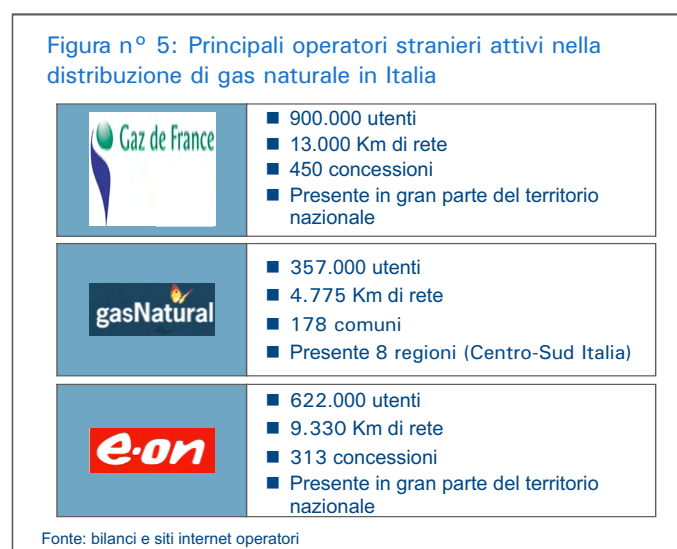 Figura n° 5: Principali operatori stranieri attivi nella
distribuzione di gas naturale in Italia
Gaz de France
■ 900.000 utenti
■ 13.000 Km di rete
■ 450 concessioni
■ Presente in gran parte del territorio
nazionale
gasNatural
■ 357.000 utenti
■ 4.775 Km di rete
■ 178 comuni
■ Presente 8 regioni (Centro-Sud Italia)
e·on
■ 622.000 utenti
■ 9.330 Km di rete
■ 313 concessioni
■ Presente in gran parte del territorio
nazionale
Fonte: bilanci e siti internet operatori